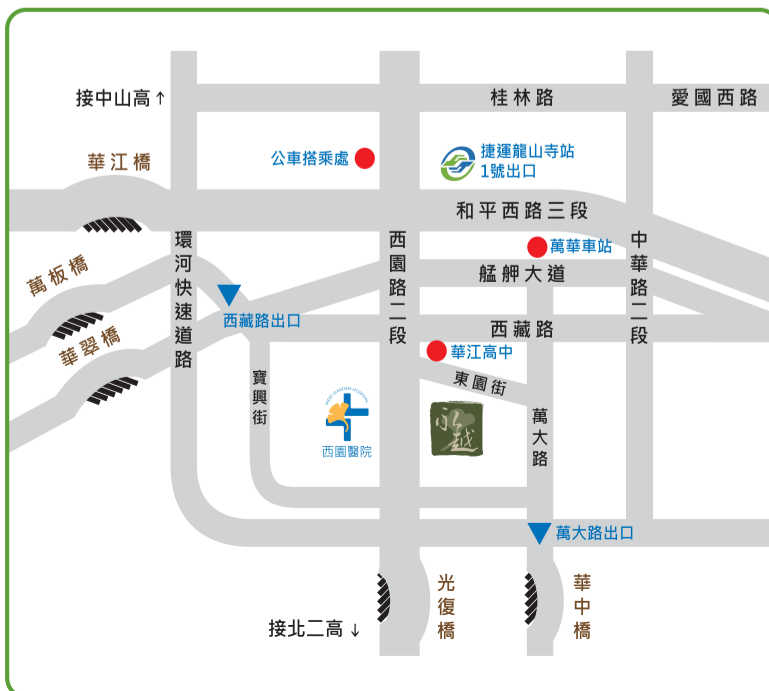 接中山高↑
桂林路
愛國西路
公車搭乘處
捷運龍山寺站
1號出口
華江橋
和平西路三段
環河快速道路
西園路二段
中華路二段
萬華車站
艋舺大道
萬板橋
西藏路出口
西藏路
華翠橋
華江高中
東園街
寶興街
WEST GARDEN HOSPITAL
西園醫院
永越
萬大路
萬大路出口
光復橋
華中橋
接北二高↓